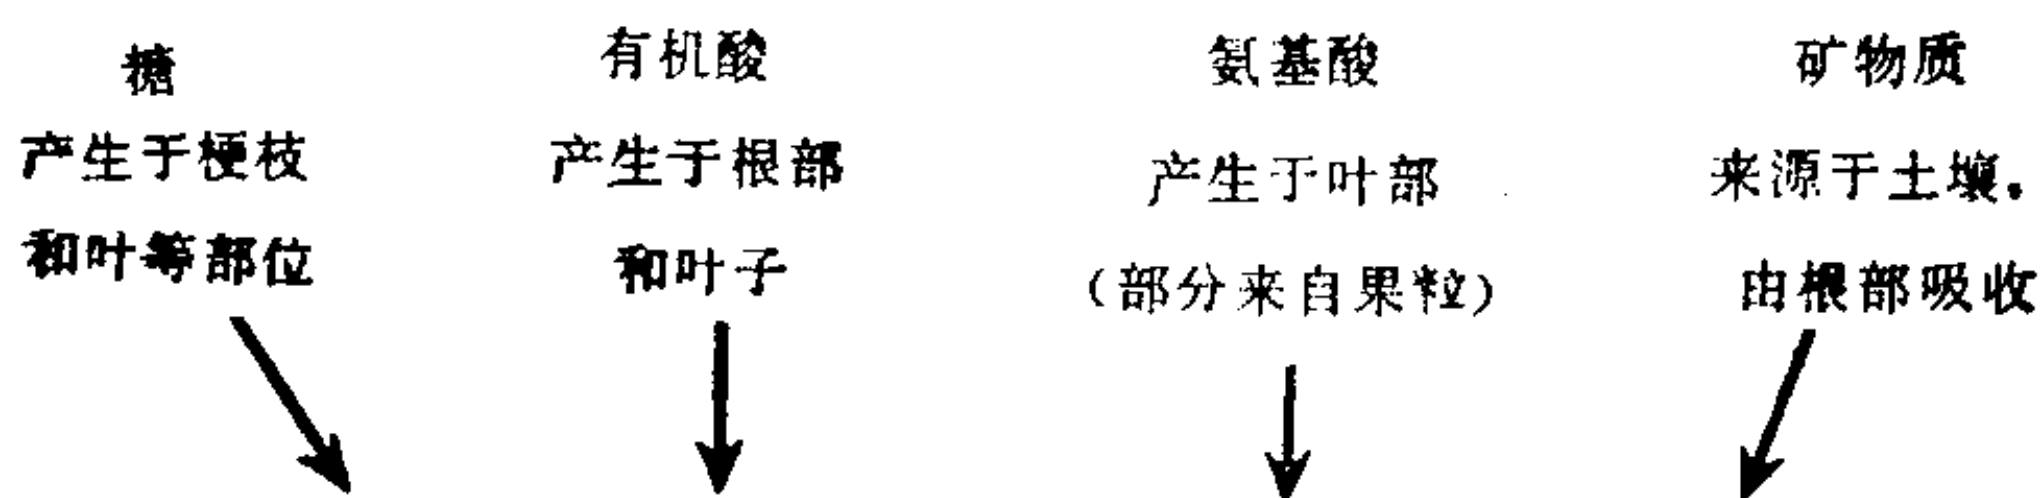 糖
产生于梗枝
和叶等部位
有机酸
产生于根部
和叶子
氨基酸
产生于叶部
（部分来自果粒）
矿物质
来源于土壤。
由根部吸收